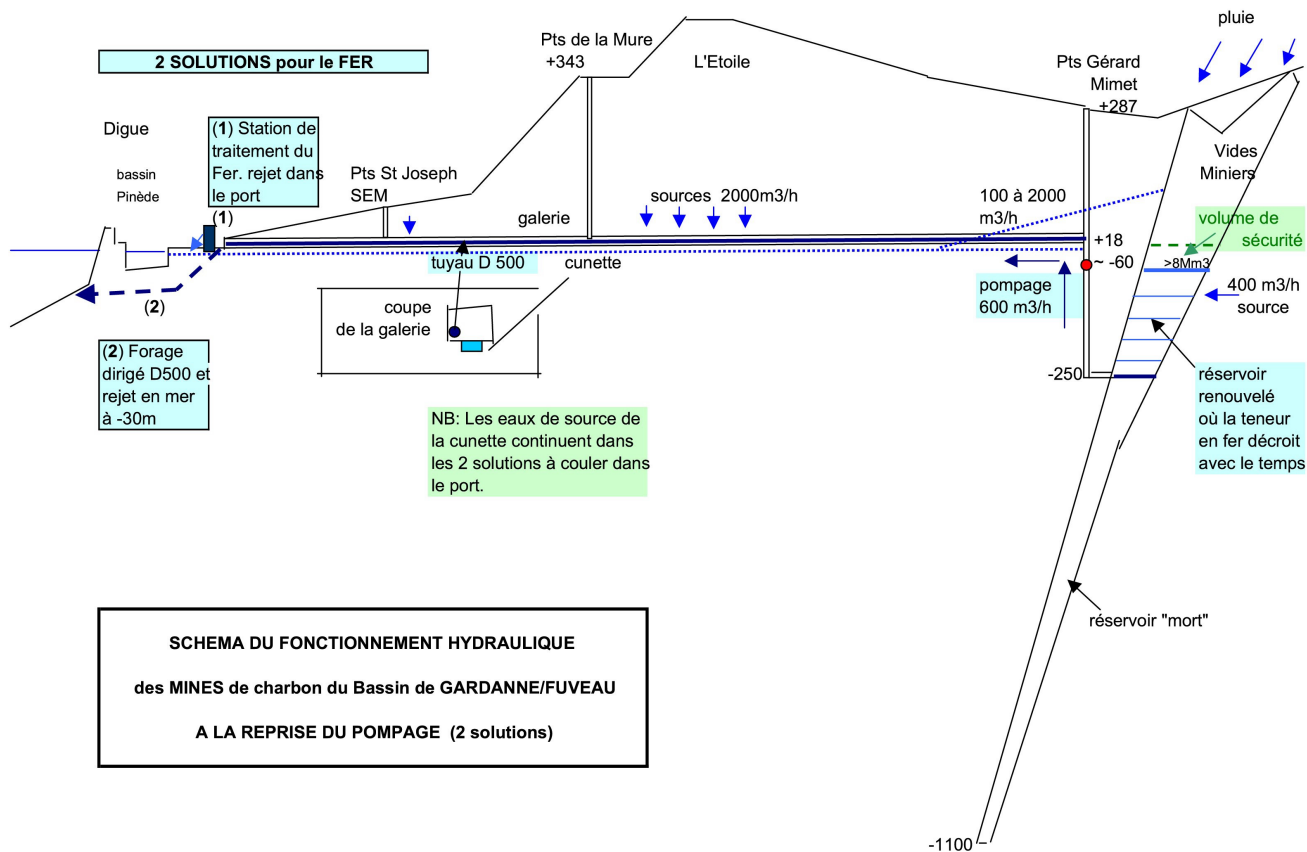 2 SOLUTIONS pour le FER
Pts de la Mure
+343
L'Etoile
pluie
Pts Gérard
Mimet
+287
Digue
bassin
Pinède
(1) Station de
traitement du
Fer. rejet dans
le port
(1)
Pts St Joseph
SEM
galerie
sources 2000m3/h
100 à 2000
m3/h
Vides
Miniers
volume de
sécurité
+18
~ -60
>8Mm3
tuyau D 500
cunette
pompage
600 m3/h
400 m3/h
source
(2)
coupe
de la galerie
(2) Forage
dirigé D500 et
rejet en mer
à -30m
-250
réservoir
renouvelé
où la teneur
en fer décroit
avec le temps
NB: Les eaux de source de
la cunette continuent dans
les 2 solutions à couler dans
le port.
réservoir "mort"
SCHEMA DU FONCTIONNEMENT HYDRAULIQUE
des MINES de charbon du Bassin de GARDANNE/FUVEAU
A LA REPRISE DU POMPAGE (2 solutions)
-1100